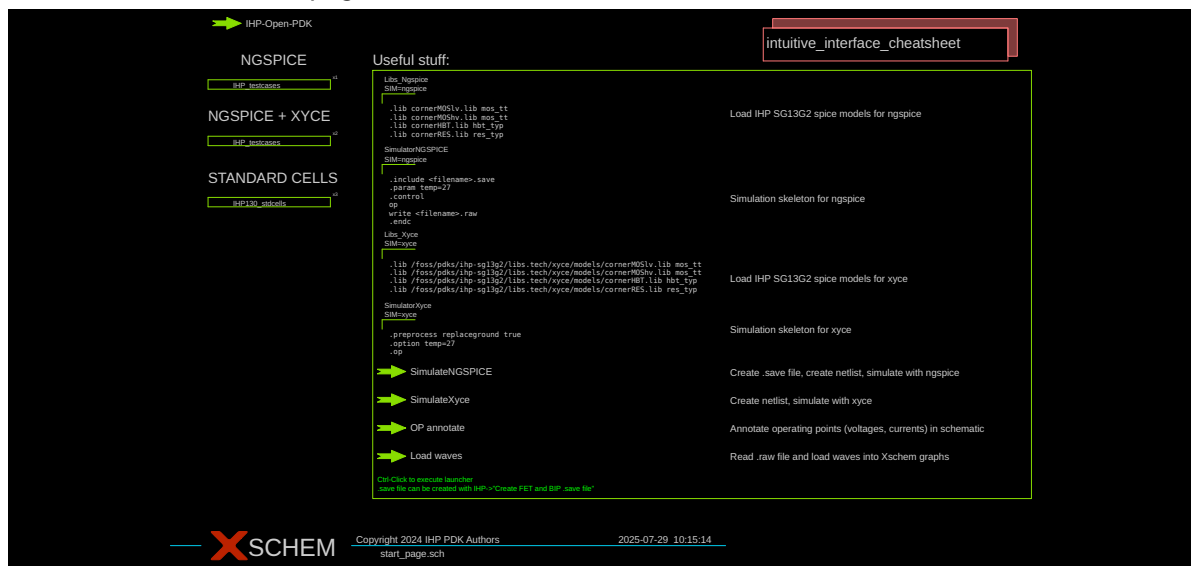 IHP-Open-PDK
intuitive_interface_cheatsheet
NGSPICE
x1
IHP_testcases
NGSPICE + XYCE
x2
IHP_testcases
STANDARD CELLS
x3
IHP130_stdcells
Useful stuff:
Libs_Ngspice
SIM=ngspice
.lib cornerMOSlv.lib mos_tt
.lib cornerMOShv.lib mos_tt
.lib cornerHBT.lib hbt_typ
.lib cornerRES.lib res_typ
Load IHP SG13G2 spice models for ngspice
SimulatorNGSPICE
SIM=ngspice
.include <filename>.save
.param temp=27
.control
op
write <filename>.raw
.endc
Simulation skeleton for ngspice
Libs_Xyce
SIM=xyce
.lib /foss/pdks/ihp-sg13g2/libs.tech/xyce/models/cornerMOSlv.lib mos_tt
.lib /foss/pdks/ihp-sg13g2/libs.tech/xyce/models/cornerMOShv.lib mos_tt
.lib /foss/pdks/ihp-sg13g2/libs.tech/xyce/models/cornerHBT.lib hbt_typ
.lib /foss/pdks/ihp-sg13g2/libs.tech/xyce/models/cornerRES.lib res_typ
Load IHP SG13G2 spice models for xyce
SimulatorXyce
SIM=xyce
.preprocess replaceground true
.option temp=27
.op
Simulation skeleton for xyce
SimulateNGSPICE
Create .save file, create netlist, simulate with ngspice
SimulateXyce
Create netlist, simulate with xyce
OP annotate
Annotate operating points (voltages, currents) in schematic
Load waves
Read .raw file and load waves into Xschem graphs
Ctrl-Click to execute launcher
.save file can be created with IHP->"Create FET and BIP .save file"
XSCHEM
Copyright 2024 IHP PDK Authors
2025-07-29 10:15:14
start_page.sch